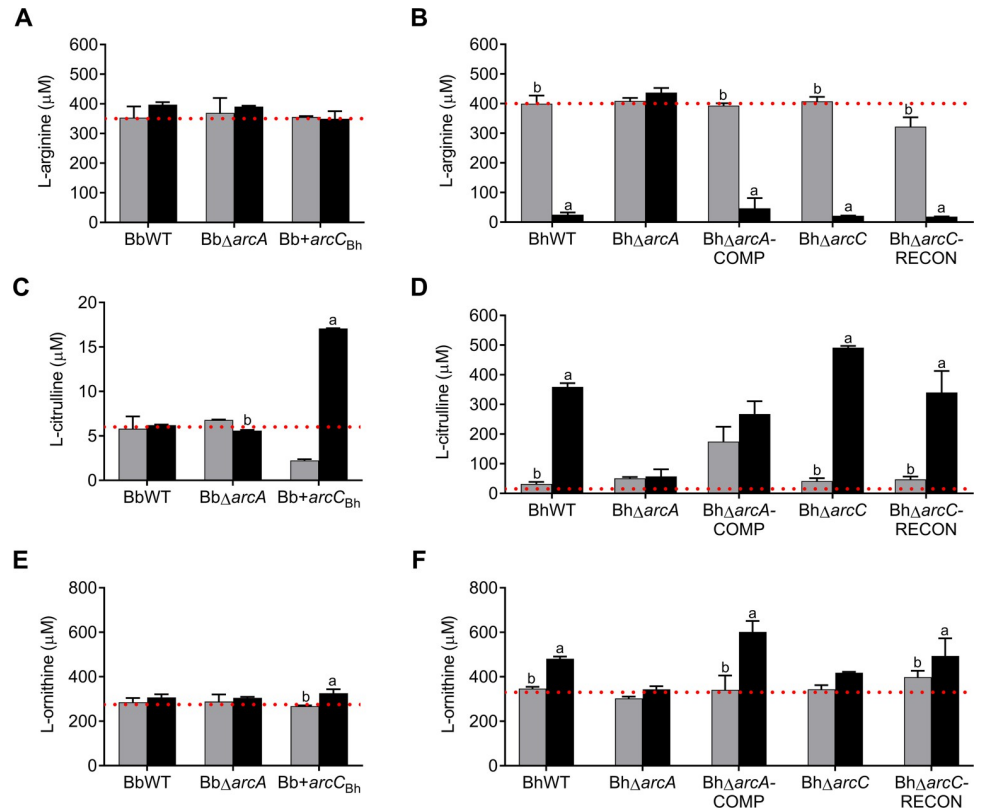 A
L-arginine (μM)
600
500
400
300
200
100
0
BbWT
BbΔarcA
Bb+arcC_Bh
B
L-arginine (μM)
600
500
400
300
200
100
0
b
a
b
a
b
a
b
a
BhWT
BhΔarcA
BhΔarcA-
COMP
BhΔarcC
BhΔarcC-
RECON
C
L-citrulline (μM)
20
15
10
5
0
b
a
BbWT
BbΔarcA
Bb+arcC_Bh
D
L-citrulline (μM)
600
500
400
300
200
100
0
b
a
b
a
b
a
BhWT
BhΔarcA
BhΔarcA-
COMP
BhΔarcC
BhΔarcC-
RECON
E
L-ornithine (μM)
800
600
400
200
0
b
a
BbWT
BbΔarcA
Bb+arcC_Bh
F
L-ornithine (μM)
800
600
400
200
0
b
a
b
a
b
a
BhWT
BhΔarcA
BhΔarcA-
COMP
BhΔarcC
BhΔarcC-
RECON